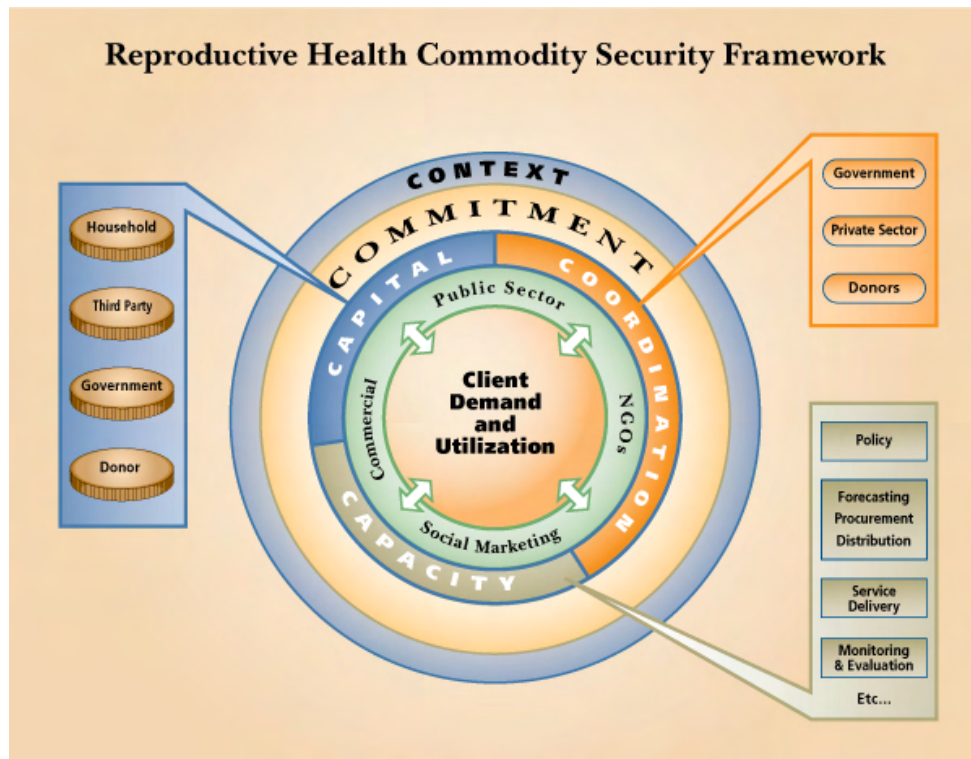 Reproductive Health Commodity Security Framework
CONTEXT
COMMITMENT
CAPITAL
COORDINATION
CAPACITY
Public Sector
NGOs
Social Marketing
Commercial
Client
Demand
and
Utilization
Household
Third Party
Government
Donor
Government
Private Sector
Donors
Policy
Forecasting
Procurement
Distribution
Service
Delivery
Monitoring
& Evaluation
Etc...